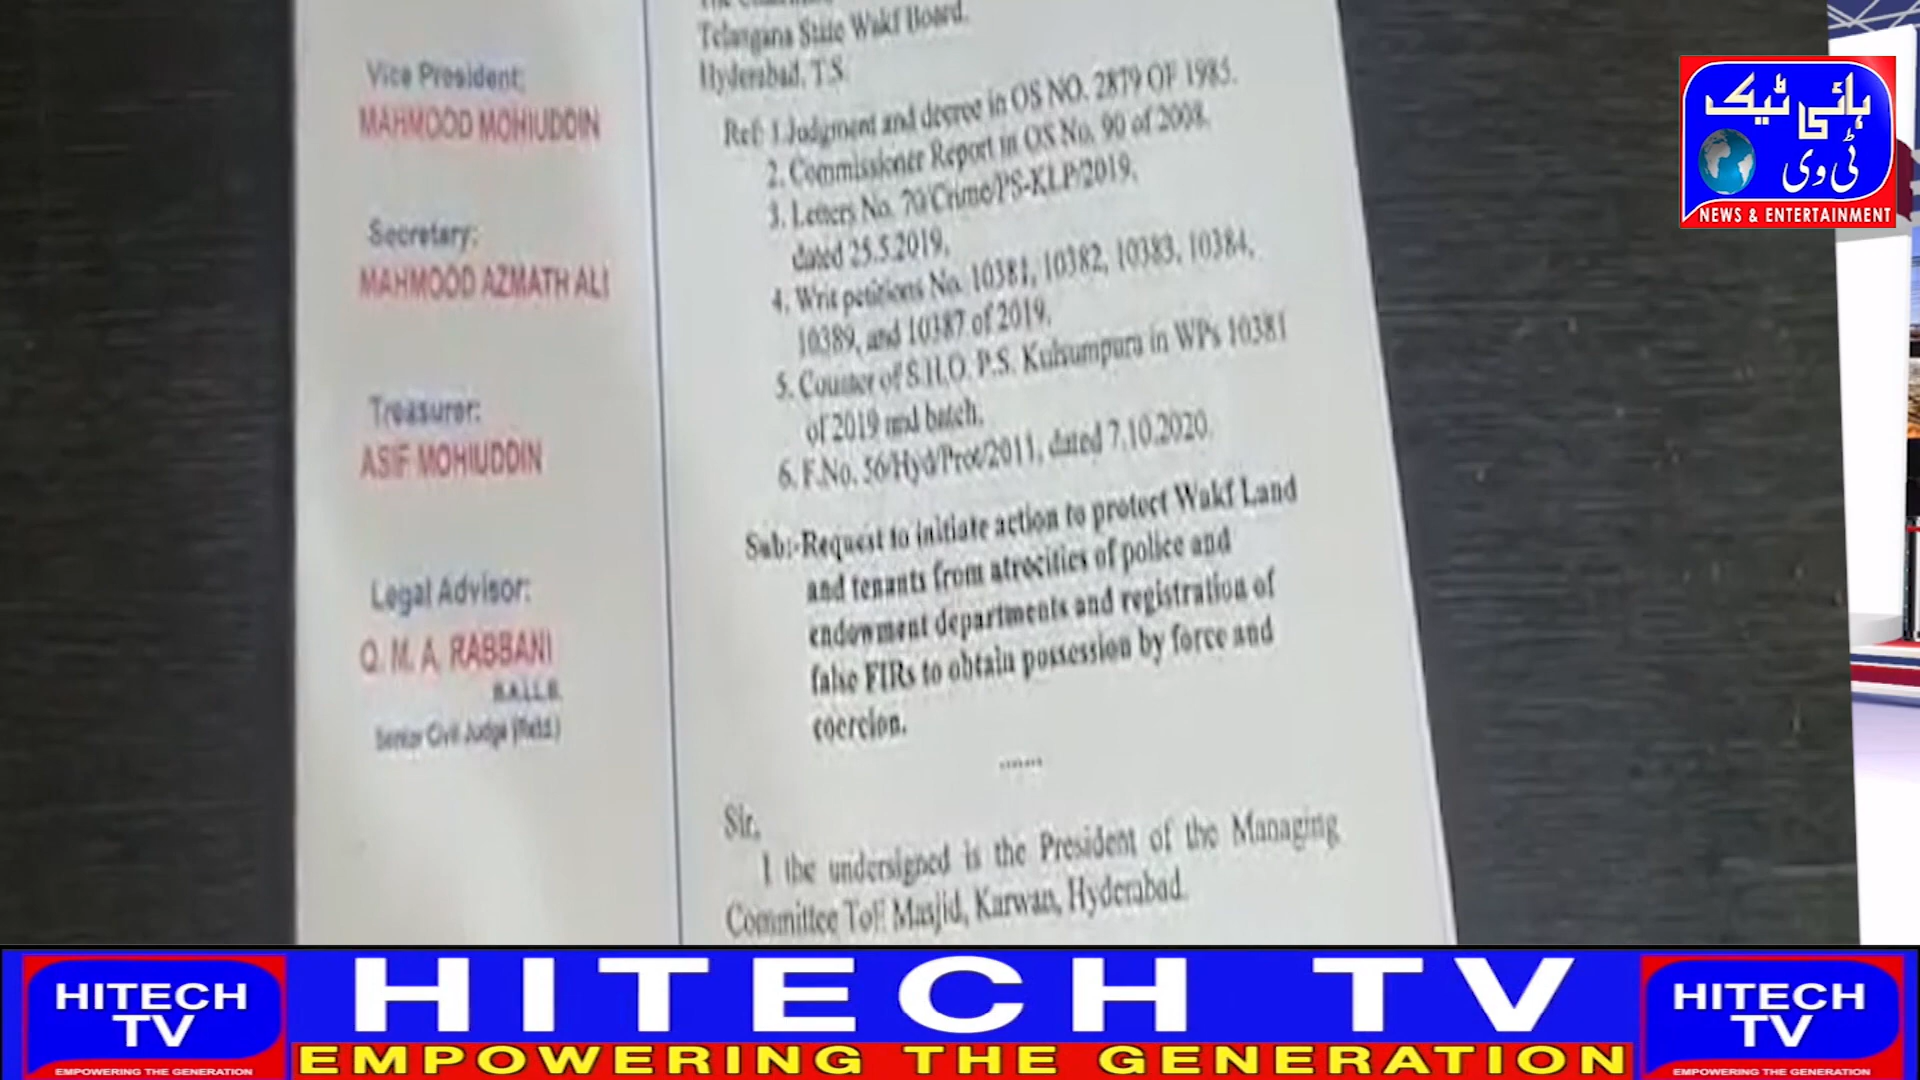 Vice President:
MAHMOOD MOHIUDDIN
Secretary:
MAHMOOD AZMATH ALI
Treasurer:
ASIF MOHIUDDIN
Legal Advisor:
Q. M. A. RABBANI
B.A.L.L.B.
Senior Civil Judge (Retd.)
Telangana State Wakf Board,
Hyderabad, T.S.
Ref: 1. Judgment and decree in OS NO. 2879 OF 1985.
2. Commissioner Report in OS No. 90 of 2008.
3. Letters No. 70/Crime/PS-KLP/2019,
dated 25.5.2019.
4. Writ petitions No. 10381, 10382, 10383, 10384,
10389, and 10387 of 2019.
5. Counter of S.H.O. P.S. Kulsumpura in WPs 10381
of 2019 and batch.
6. F.No. 56/Hyd/Prot/2011, dated 7.10.2020.
Sub:-Request to initiate action to protect Wakf Land
and tenants from atrocities of police and
endowment departments and registration of
false FIRs to obtain possession by force and
coercion.
Sir,
I the undersigned is the President of the Managing
Committee ToF Masjid, Karwan, Hyderabad.
ہائی ٹیک
ٹی وی
NEWS & ENTERTAINMENT
HITECH TV
EMPOWERING THE GENERATION
HITECH TV
EMPOWERING THE GENERATION
HITECH TV
EMPOWERING THE GENERATION